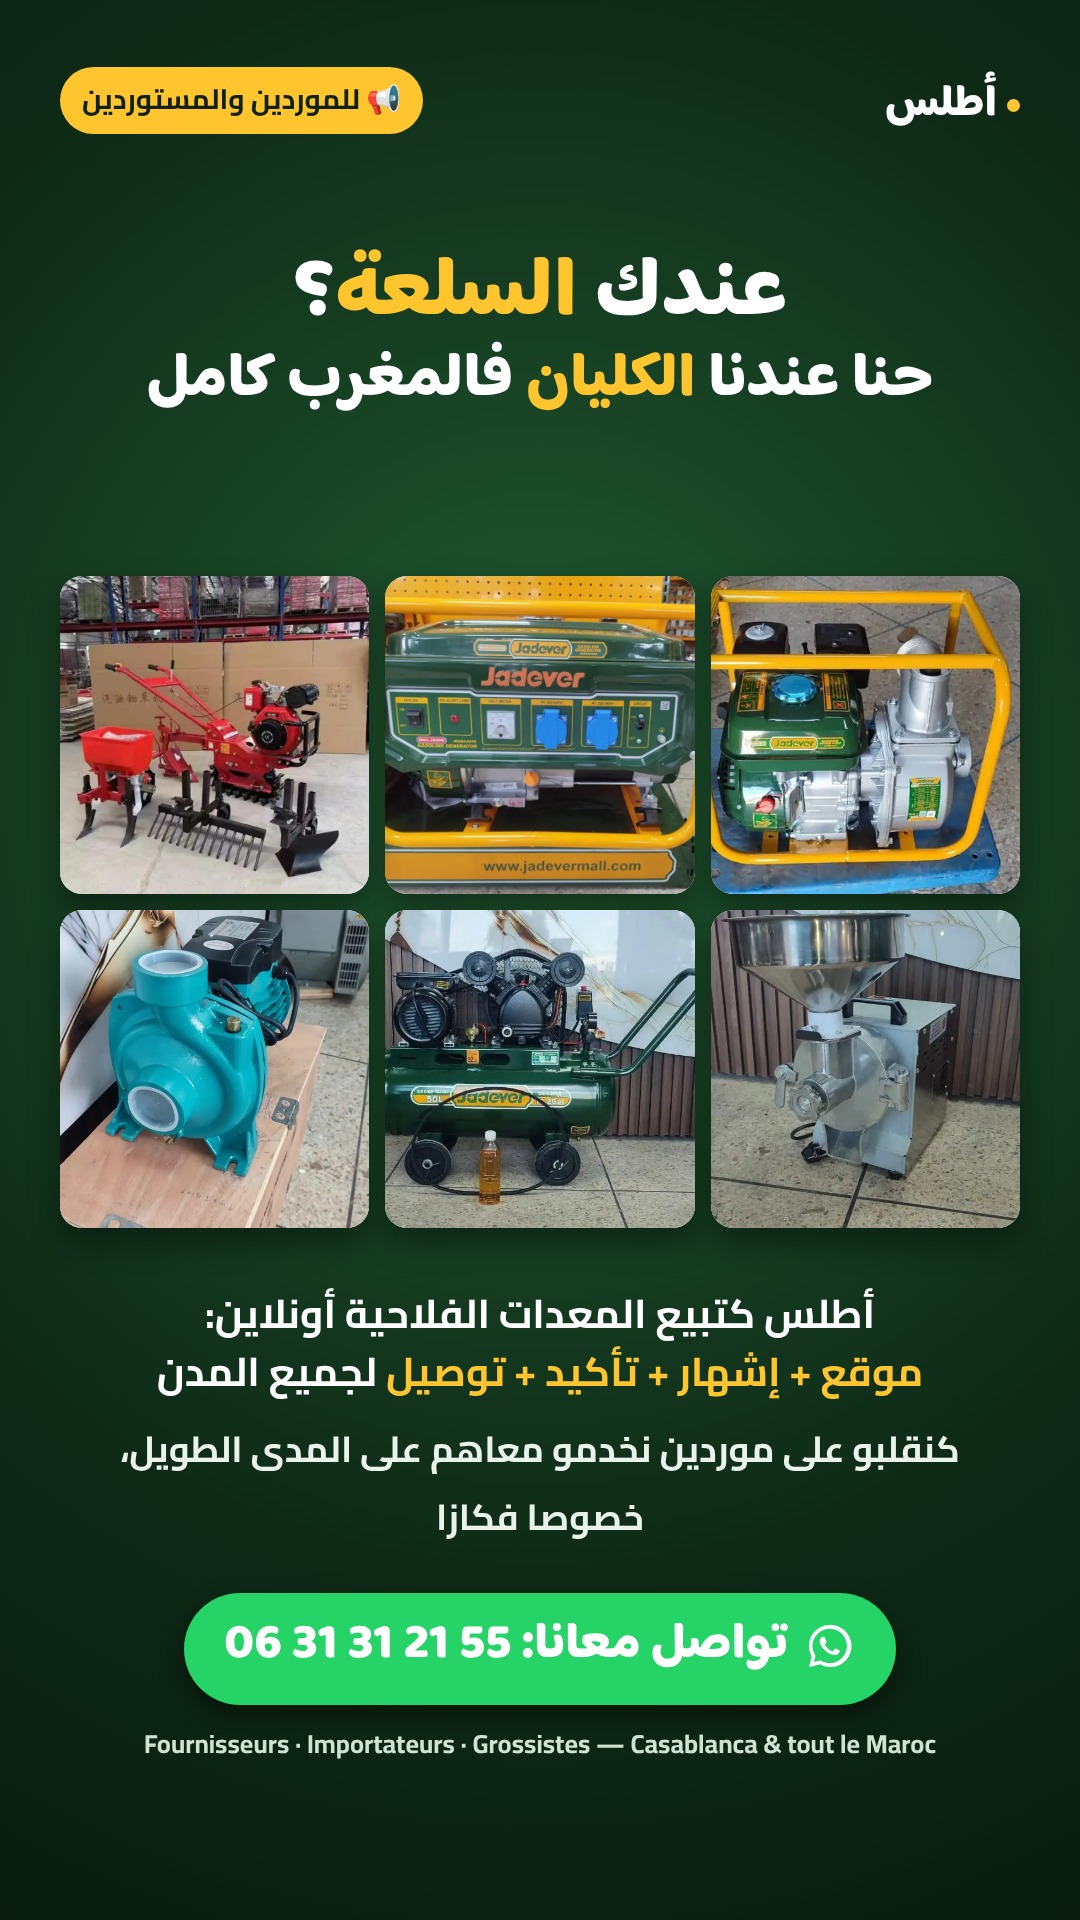 أطلس
📢 للموردين والمستوردين
عندك السلعة؟
حنا عندنا الكليان فالمغرب كامل
Jadever
Jadever
www.jadevermall.com
Jadever
Jadever
50L
أطلس كتبيع المعدات الفلاحية أونلاين:
موقع + إشهار + تأكيد + توصيل لجميع المدن
كنقلبو على موردين نخدمو معاهم على المدى الطويل،
خصوصا فكازا
تواصل معانا: 06 31 31 21 55
Fournisseurs · Importateurs · Grossistes — Casablanca & tout le Maroc